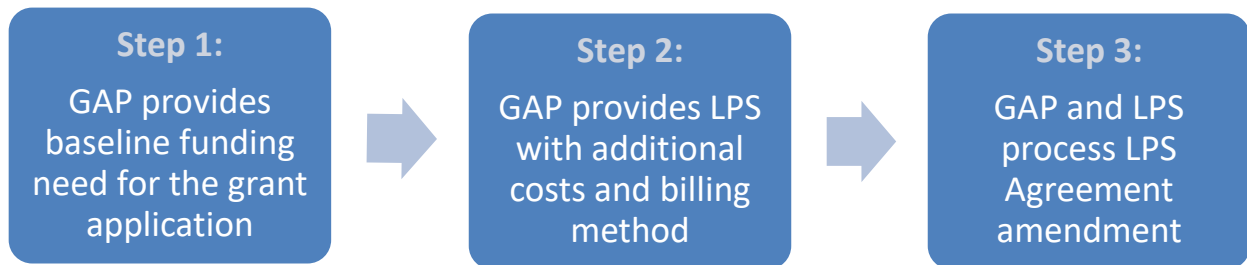 Step 1:
GAP provides
baseline funding
need for the grant
application
Step 2:
GAP provides LPS
with additional
costs and billing
method
Step 3:
GAP and LPS
process LPS
Agreement
amendment